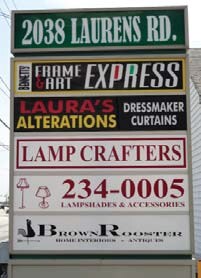 2038 LAURENS RD.
BENNETT'S FRAME & ART EXPRESS
LAURA'S ALTERATIONS
DRESSMAKER CURTAINS
LAMP CRAFTERS
234-0005
LAMPSHADES & ACCESSORIES
BROWN ROOSTER
HOME INTERIORS - ANTIQUES